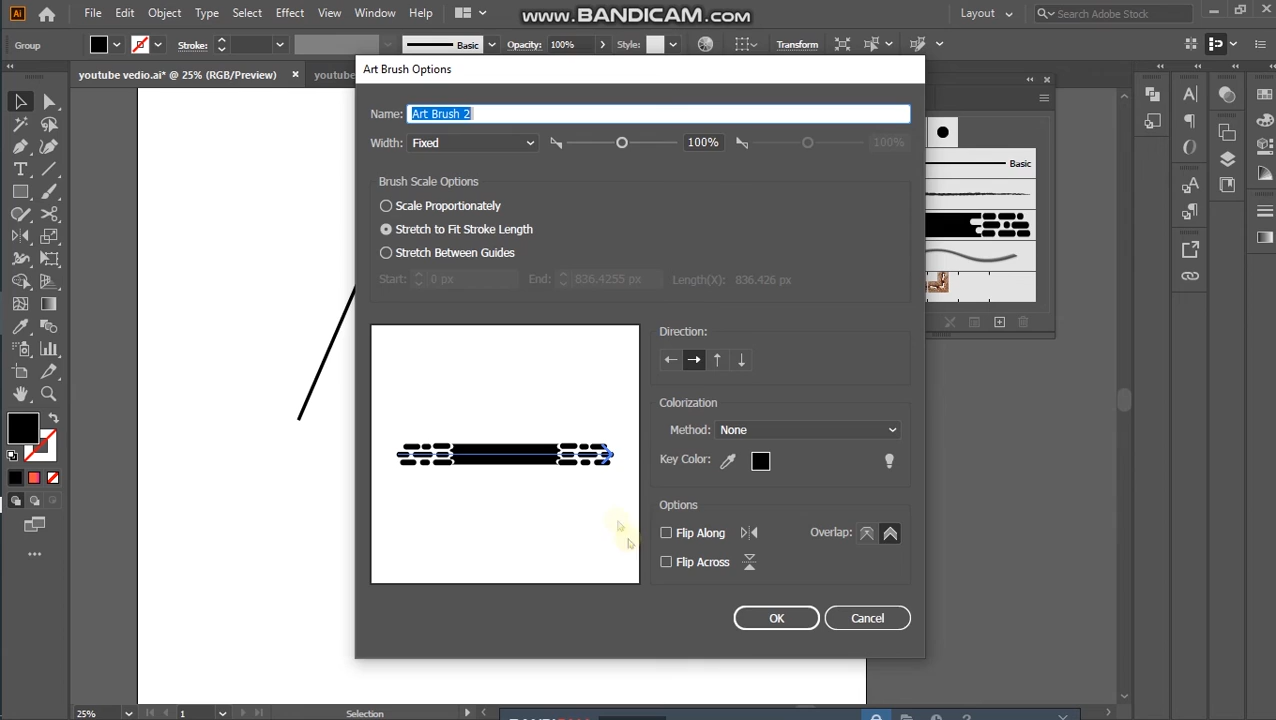 Ai
File
Edit
Object
Type
Select
Effect
View
Window
Help
www.BANDICAM.com
Layout
Search Adobe Stock
Group
Stroke:
Basic
Opacity:
100%
Style:
Transform
youtube vedio.ai* @ 25% (RGB/Preview)
youtube ved
Art Brush Options
Name:
Art Brush 2
Width:
Fixed
100%
100%
Basic
Brush Scale Options
Scale Proportionately
Stretch to Fit Stroke Length
Stretch Between Guides
Start:
0 px
End:
836.4255 px
Length(X):
836.426 px
Direction:
Colorization
Method:
None
Key Color:
Options
Flip Along
Overlap:
Flip Across
OK
Cancel
25%
1
Selection